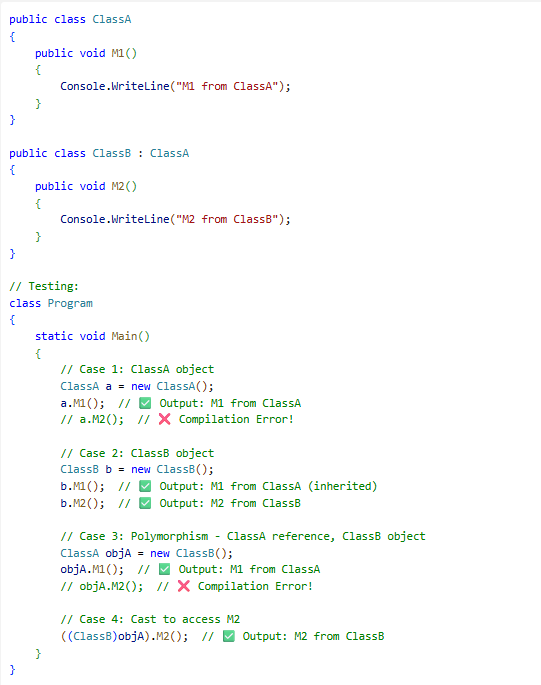 public class ClassA
{
    public void M1()
    {
        Console.WriteLine("M1 from ClassA");
    }
}

public class ClassB : ClassA
{
    public void M2()
    {
        Console.WriteLine("M2 from ClassB");
    }
}

// Testing:
class Program
{
    static void Main()
    {
        // Case 1: ClassA object
        ClassA a = new ClassA();
        a.M1();  // ✅ Output: M1 from ClassA
        // a.M2();  // ❌ Compilation Error!

        // Case 2: ClassB object
        ClassB b = new ClassB();
        b.M1();  // ✅ Output: M1 from ClassA (inherited)
        b.M2();  // ✅ Output: M2 from ClassB

        // Case 3: Polymorphism - ClassA reference, ClassB object
        ClassA objA = new ClassB();
        objA.M1();  // ✅ Output: M1 from ClassA
        // objA.M2();  // ❌ Compilation Error!

        // Case 4: Cast to access M2
        ((ClassB)objA).M2();  // ✅ Output: M2 from ClassB
    }
}